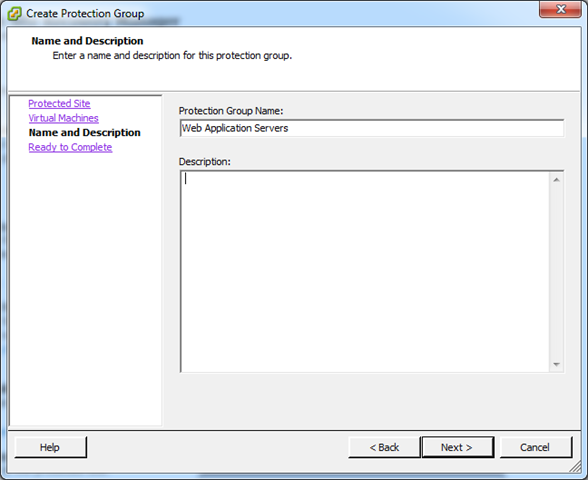 Create Protection Group
Name and Description
Enter a name and description for this protection group.
Protected Site
Virtual Machines
Name and Description
Ready to Complete
Protection Group Name:
Web Application Servers
Description:
Help
< Back
Next >
Cancel